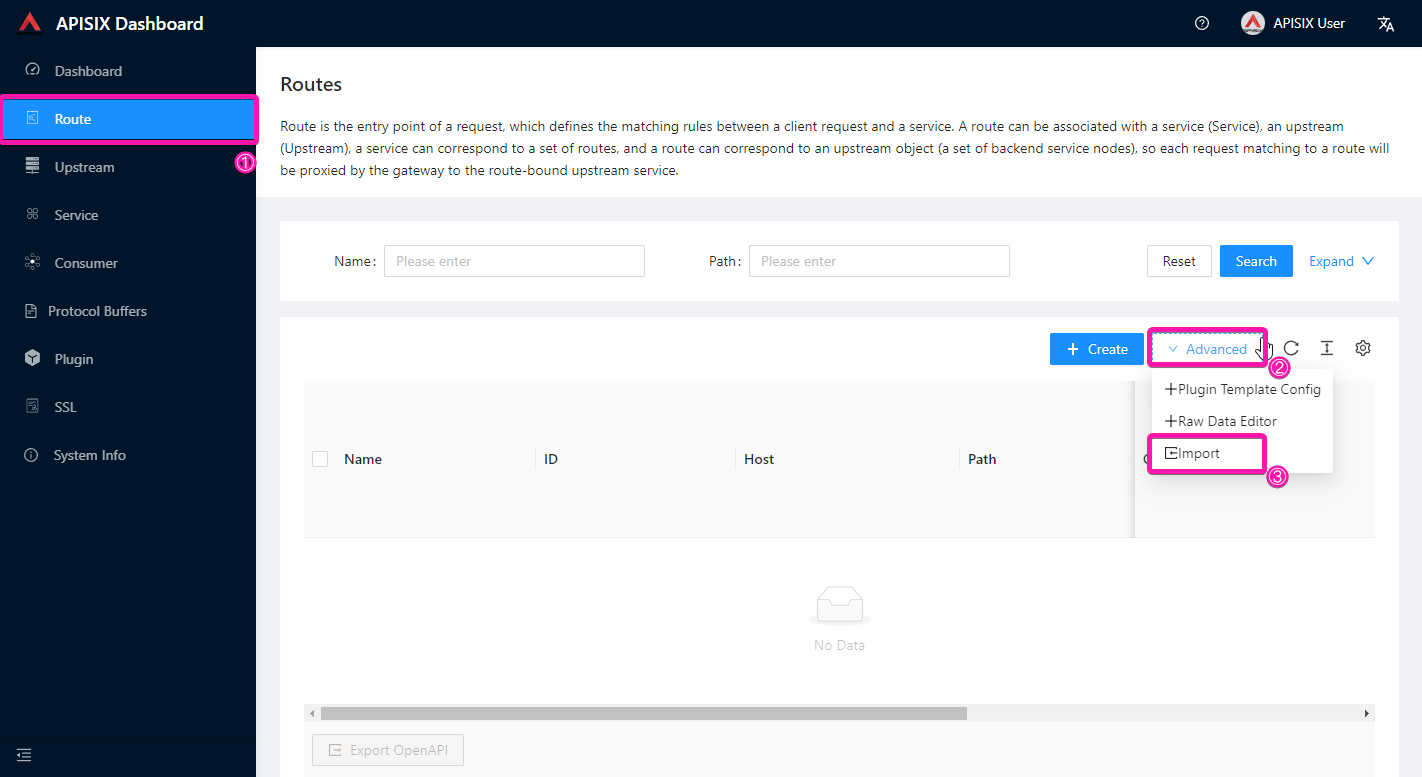 APISIX Dashboard
APISIX User
Dashboard
Route
①
Upstream
Service
Consumer
Protocol Buffers
Plugin
SSL
System Info
Routes
Route is the entry point of a request, which defines the matching rules between a client request and a service. A route can be associated with a service (Service), an upstream
(Upstream), a service can correspond to a set of routes, and a route can correspond to an upstream object (a set of backend service nodes), so each request matching to a route will
be proxied by the gateway to the route-bound upstream service.
Name: Please enter Path: Please enter Reset Search Expand
+ Create Advanced
②
+Plugin Template Config
+Raw Data Editor
Import
③
Name ID Host Path
No Data
Export OpenAPI